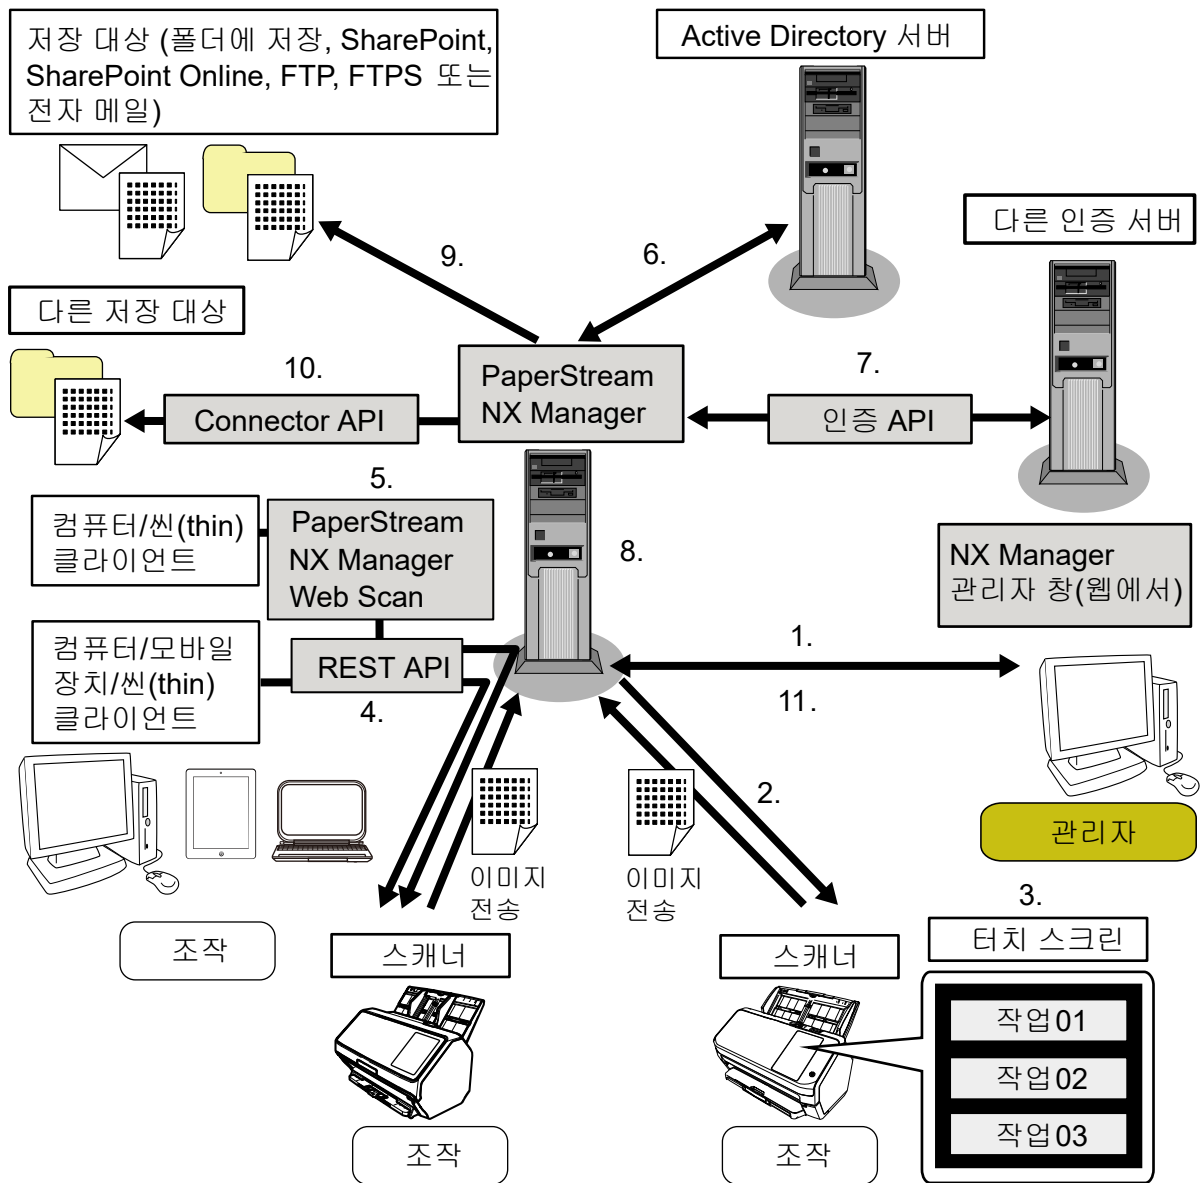 저장 대상 (폴더에 저장, SharePoint,
SharePoint Online, FTP, FTPS 또는
전자 메일)
Active Directory 서버
다른 인증 서버
9.
6.
다른 저장 대상
10.
Connector API
PaperStream
NX Manager
7.
인증 API
5.
컴퓨터/씬(thin)
클라이언트
PaperStream
NX Manager
Web Scan
8.
NX Manager
관리자 창(웹에서)
컴퓨터/모바일
장치/씬(thin)
클라이언트
REST API
4.
1.
11.
2.
이미지
전송
이미지
전송
관리자
3.
조작
스캐너
스캐너
터치 스크린
작업01
작업02
작업03
조작
조작